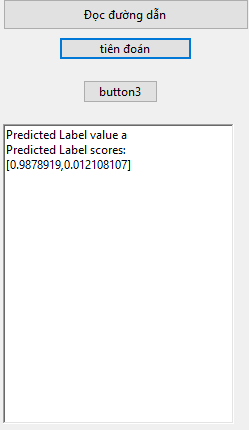 Đọc đường dẫn
tiên đoán
button3
Predicted Label value a
Predicted Label scores:
[0.9878919,0.012108107]